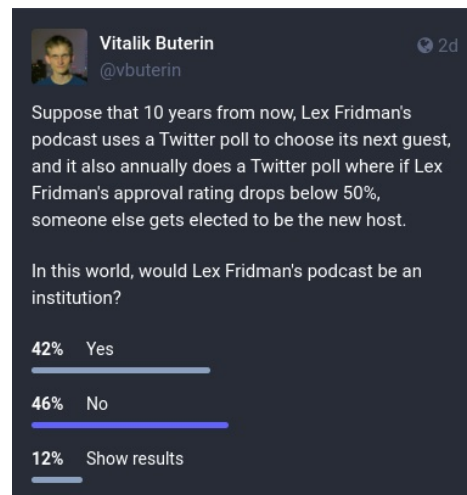 Vitalik Buterin
2d
@vbuterin
Suppose that 10 years from now, Lex Fridman's
podcast uses a Twitter poll to choose its next guest,
and it also annually does a Twitter poll where if Lex
Fridman's approval rating drops below 50%,
someone else gets elected to be the new host.
In this world, would Lex Fridman's podcast be an
institution?
42% Yes
46% No
12% Show results